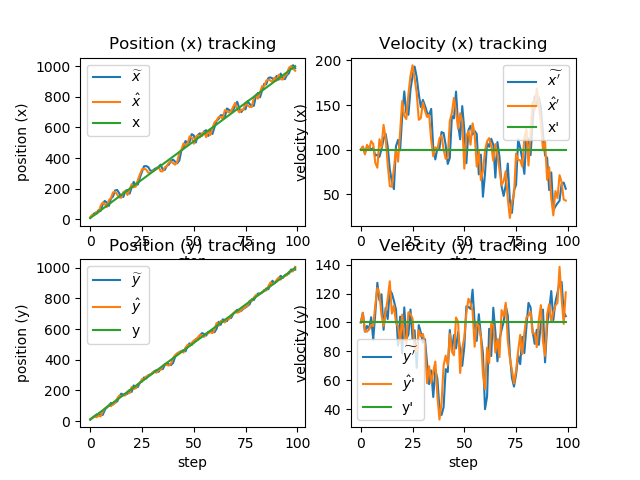 Position (x) tracking
position (x)
1000
800
600
400
200
0
x̃
x̂
x
0 25 50 75 100
step
Velocity (x) tracking
velocity (x)
200
150
100
50
x̃'
x̂'
x'
0 25 50 75 100
step
Position (y) tracking
position (y)
1000
800
600
400
200
0
ỹ
ŷ
y
0 25 50 75 100
step
Velocity (y) tracking
velocity (y)
140
120
100
80
60
40
ỹ'
ŷ'
y'
0 25 50 75 100
step